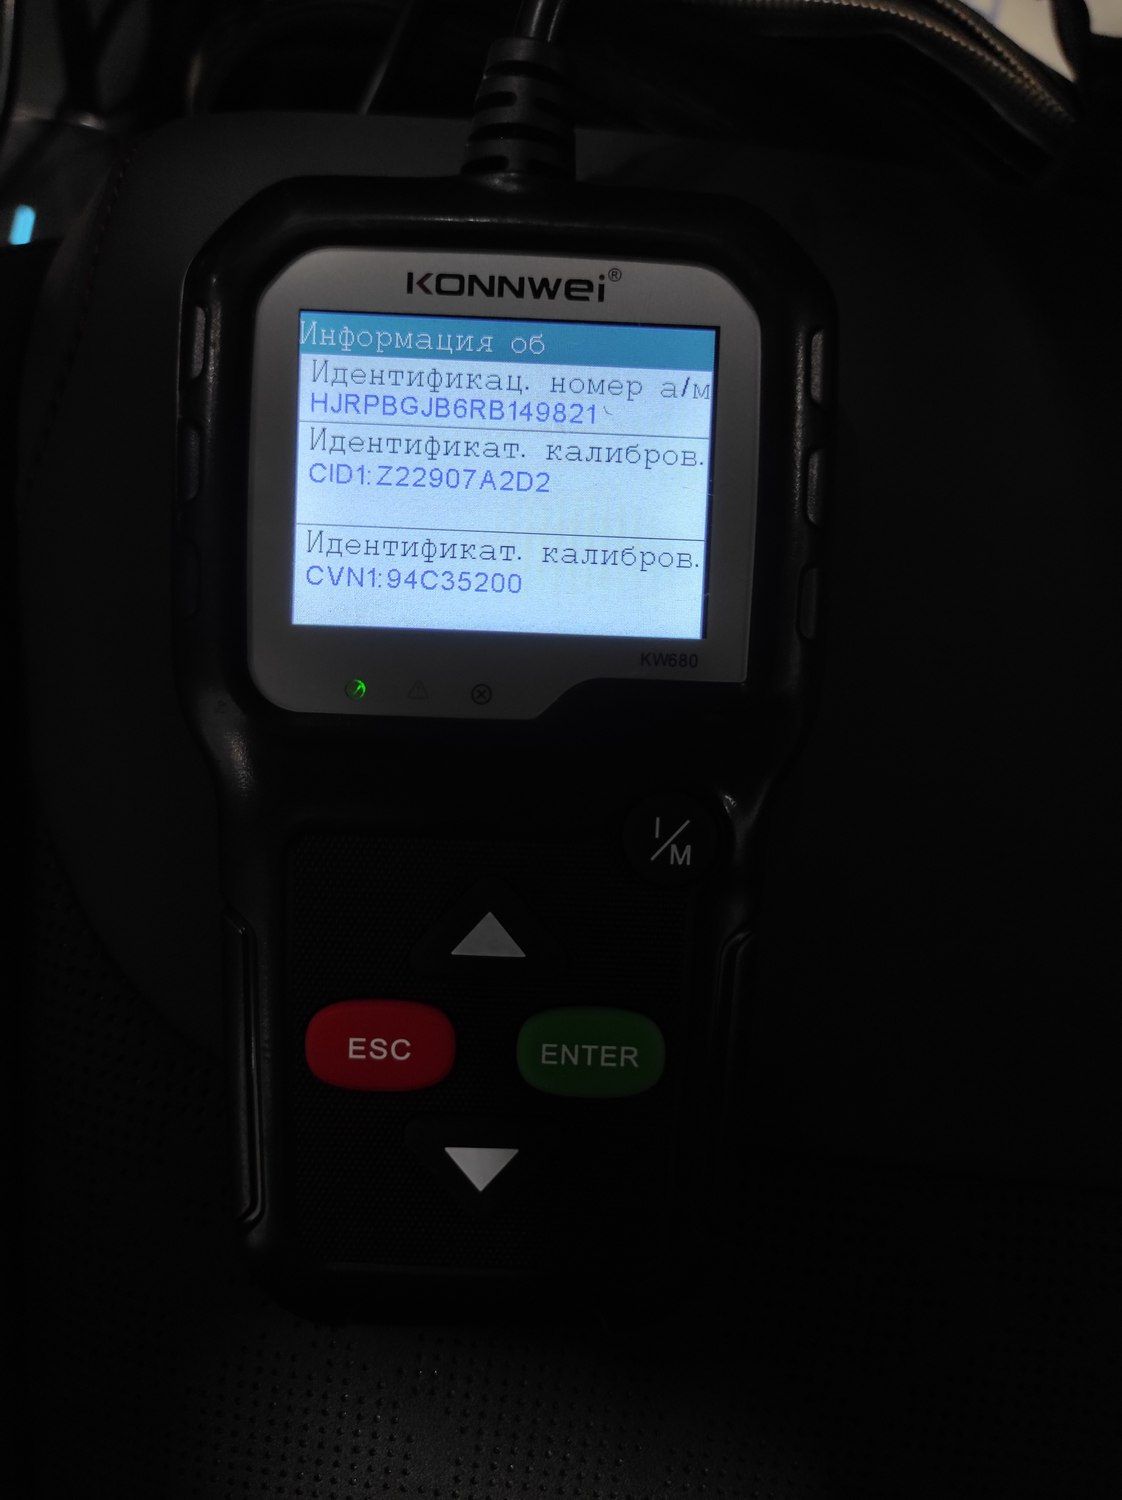 KONNWEI®
Информация об
Идентификац. номер а/м
HJRPBGJB6RB149821
Идентификат. калибров.
CID1:Z22907A2D2
Идентификат. калибров.
CVN1:94C35200
KW680
I/M
ESC
ENTER